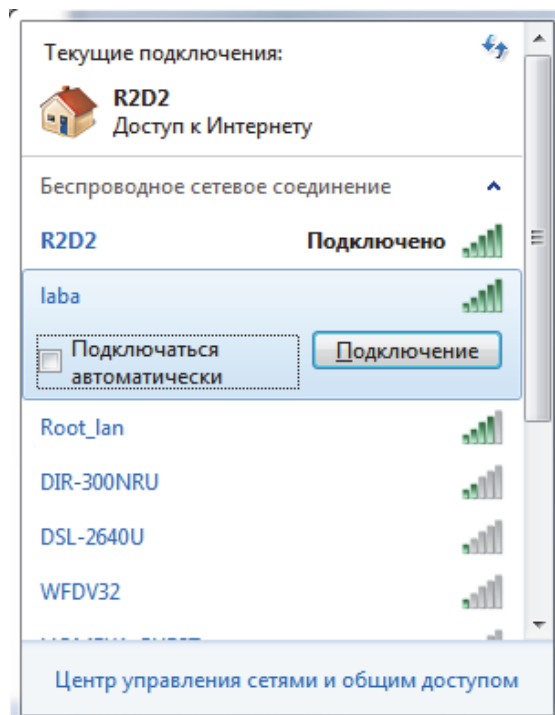 Текущие подключения:
R2D2
Доступ к Интернету
Беспроводное сетевое соединение
R2D2 Подключено
laba
Подключаться Подключение
автоматически
Root_lan
DIR-300NRU
DSL-2640U
WFDV32
Центр управления сетями и общим доступом